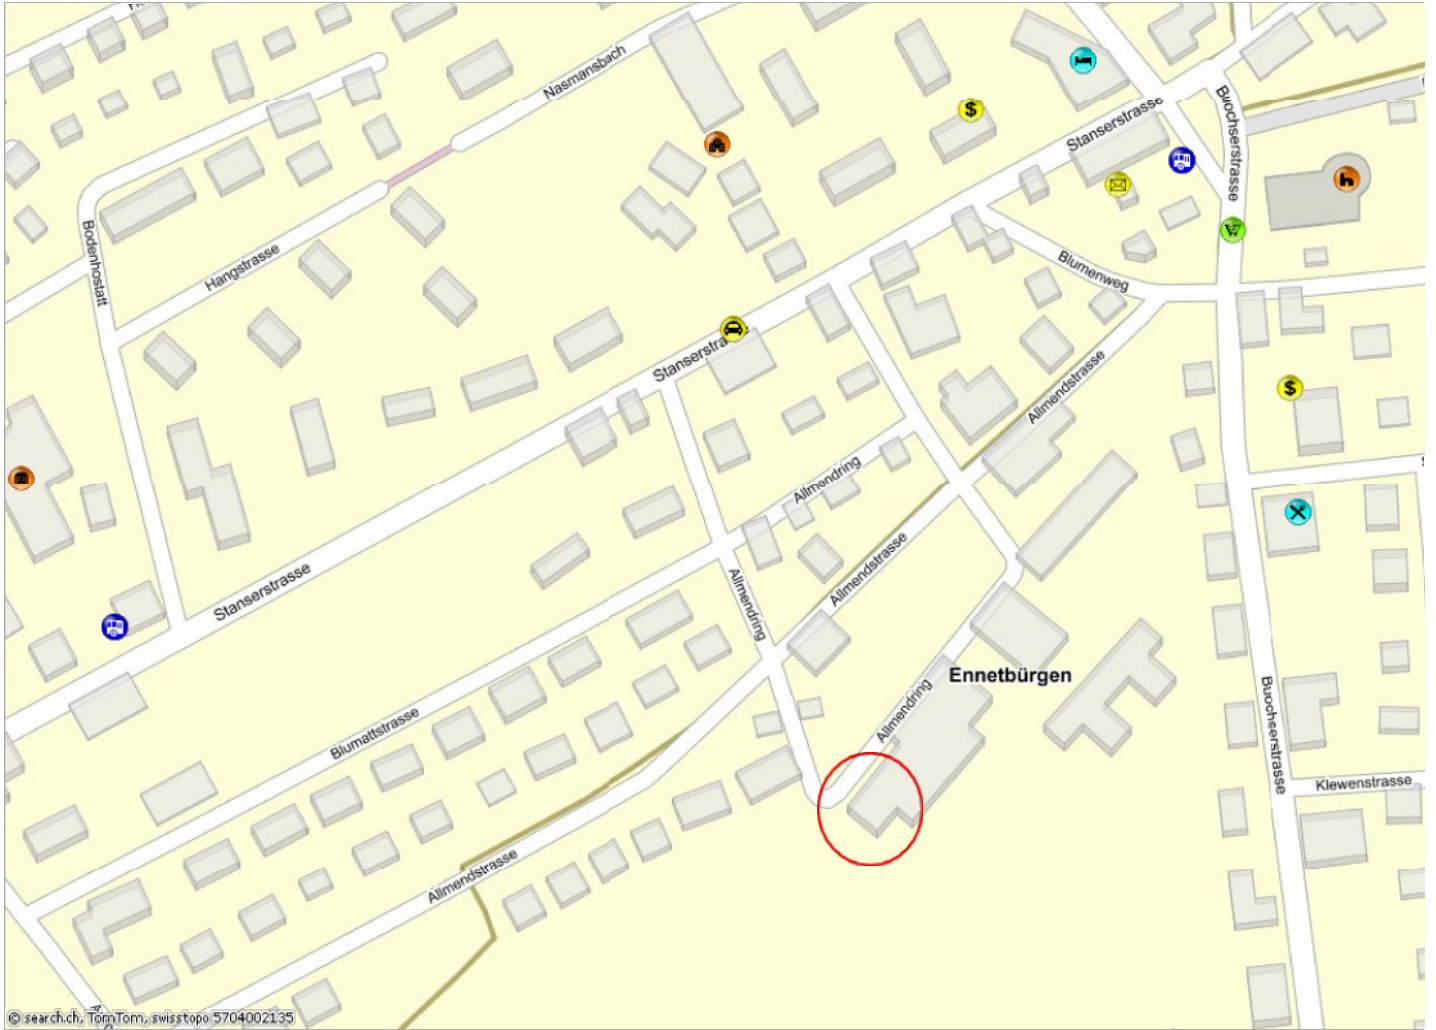 Nasmansbach
Stanserstrasse
Buochserstrasse
Bodenhostatt
Hangstrasse
Blumenweg
Stanserstra
Allmendstrasse
Allmendring
Allmendstrasse
Stanserstrasse
Allmendring
Ennetbürgen
Allmendring
Blumattstrasse
Buochserstrasse
Klewenstrasse
Allmendstrasse
© search.ch, TomTom, swisstopo 5704002135